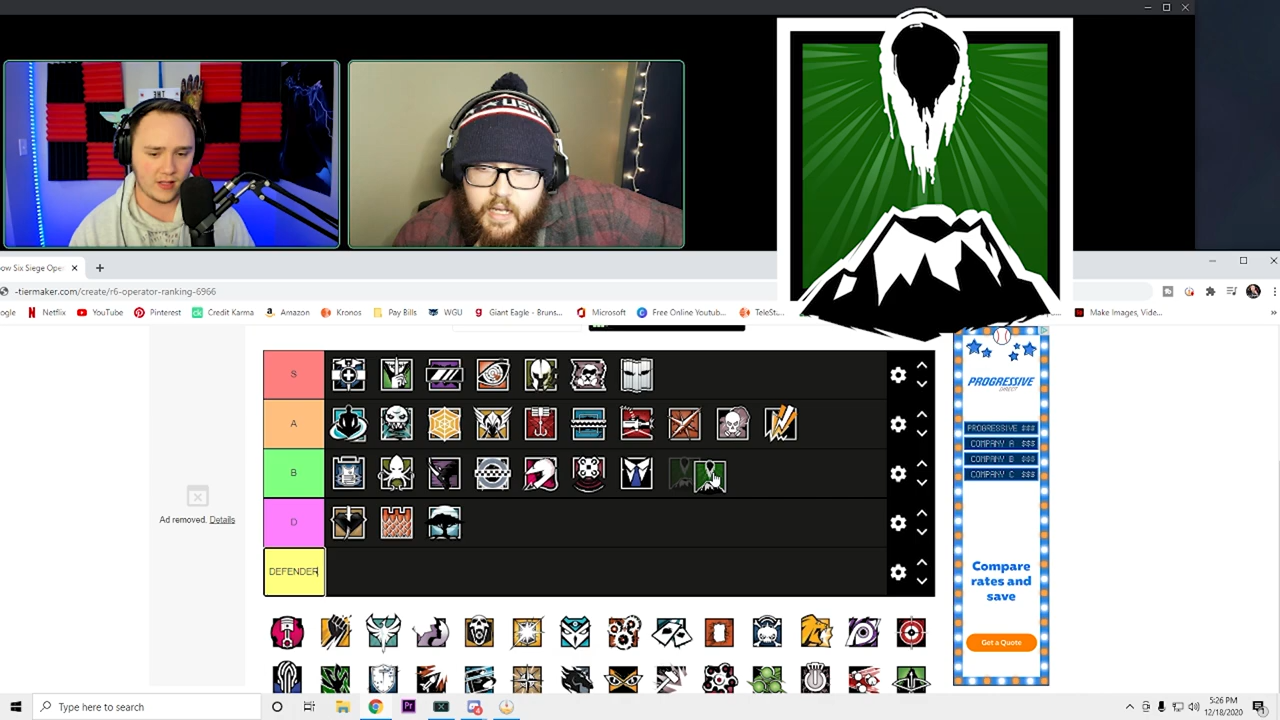 USA
ow Six Siege Ope
-tiermaker.com/create/r6-operator-ranking-6966
ogle Netflix YouTube Pinterest Credit Karma Amazon Kronos Pay Bills WGU Giant Eagle - Bruns... Microsoft Free Online Youtub... TeleSt Make Images, Vide... »
S
A
B
D
DEFENDER
Ad removed. Details
PROGRESSIVE
DIRECT
PROGRESSIVE $$$
COMPANY A $$$
COMPANY B $$$
COMPANY C $$$
Compare
rates and
save
Get a Quote
Type here to search
Pr
5:26 PM
12/18/2020